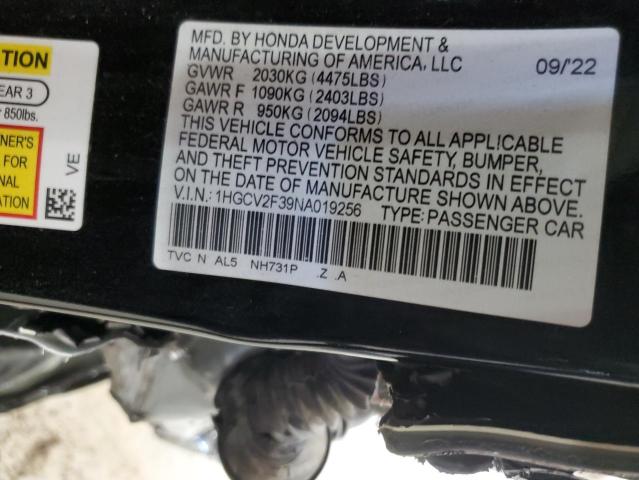 TION
EAR 3
850lbs.
NER'S
FOR
NAL
ATION
VE
MFD. BY HONDA DEVELOPMENT &
MANUFACTURING OF AMERICA, LLC 09/'22
GVWR 2030KG (4475LBS)
GAWR F 1090KG (2403LBS)
GAWR R 950KG (2094LBS)
THIS VEHICLE CONFORMS TO ALL APPLICABLE
FEDERAL MOTOR VEHICLE SAFETY, BUMPER,
AND THEFT PREVENTION STANDARDS IN EFFECT
ON THE DATE OF MANUFACTURE SHOWN ABOVE.
V.I.N.: 1HGCV2F39NA019256 TYPE: PASSENGER CAR
TVC N AL5 NH731P .Z .A